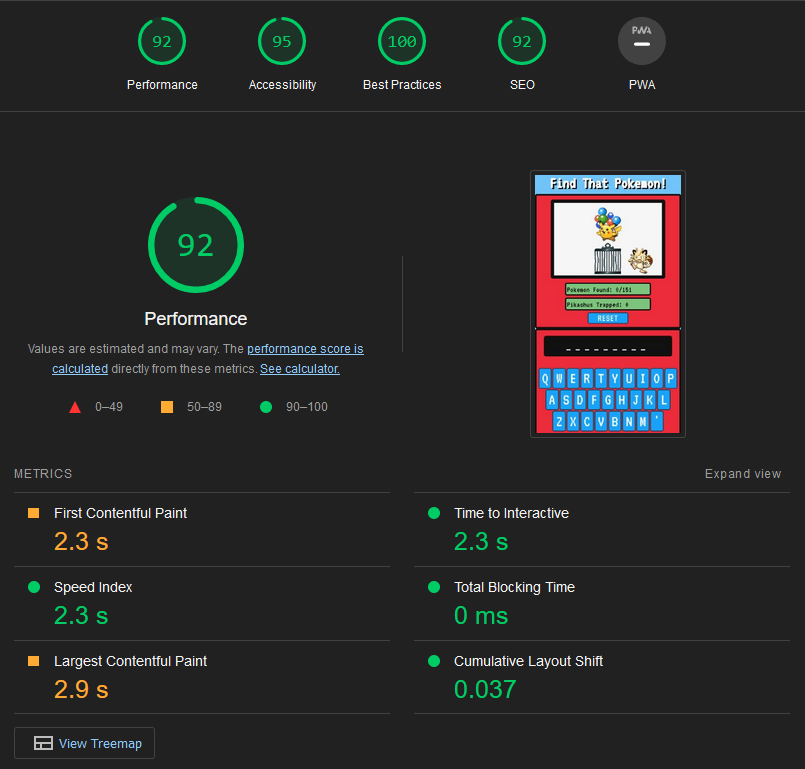 92
95
100
92
PWA
Performance
Accessibility
Best Practices
SEO
PWA
92
Performance
Values are estimated and may vary. The performance score is
calculated directly from these metrics. See calculator.
0–49
50–89
90–100
Find That Pokemon!
Pokemon Found: 0/151
Pikachus Trapped: 0
RESET
_ _ _ _ _ _ _ _ _
Q W E R T Y U I O P
A S D F G H J K L
Z X C V B N M '
METRICS
Expand view
First Contentful Paint
2.3 s
Time to Interactive
2.3 s
Speed Index
2.3 s
Total Blocking Time
0 ms
Largest Contentful Paint
2.9 s
Cumulative Layout Shift
0.037
View Treemap